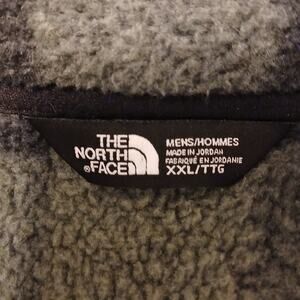 THE
NORTH
®FACE
MENS/HOMMES
MADE IN JORDAN
FABRIQUÉ EN JORDANIE
XXL/TTG